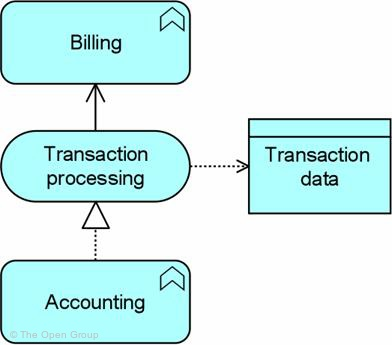 Billing
Transaction
processing
Transaction
data
Accounting
© The Open Group